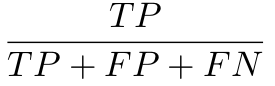 TP
TP + FP + FN